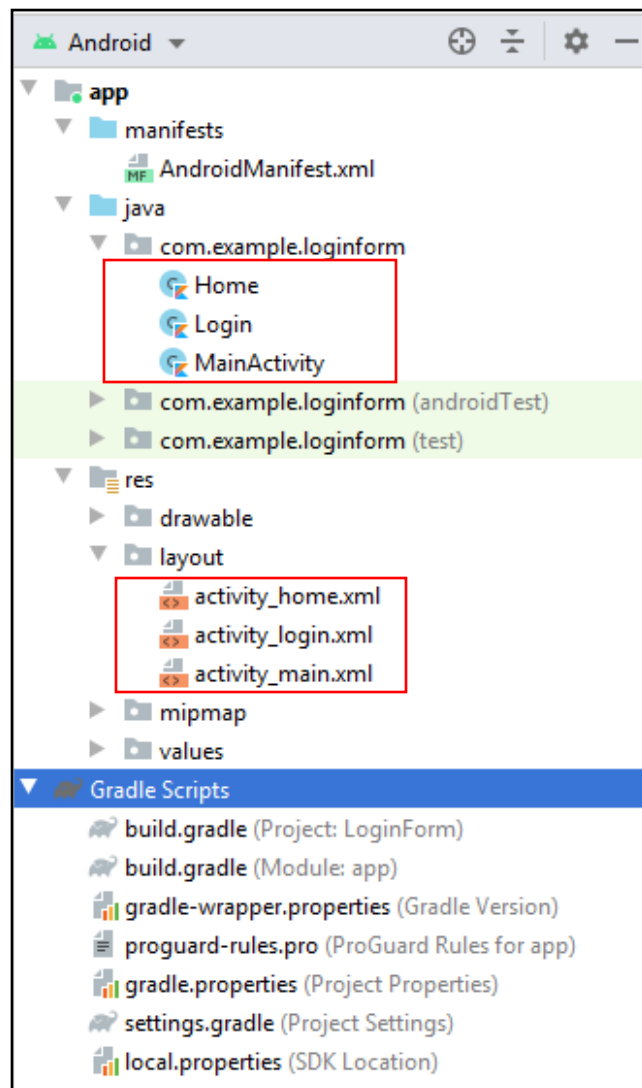 Android
app
manifests
MF AndroidManifest.xml
java
com.example.loginform
Home
Login
MainActivity
com.example.loginform (androidTest)
com.example.loginform (test)
res
drawable
layout
activity_home.xml
activity_login.xml
activity_main.xml
mipmap
values
Gradle Scripts
build.gradle (Project: LoginForm)
build.gradle (Module: app)
gradle-wrapper.properties (Gradle Version)
proguard-rules.pro (ProGuard Rules for app)
gradle.properties (Project Properties)
settings.gradle (Project Settings)
local.properties (SDK Location)